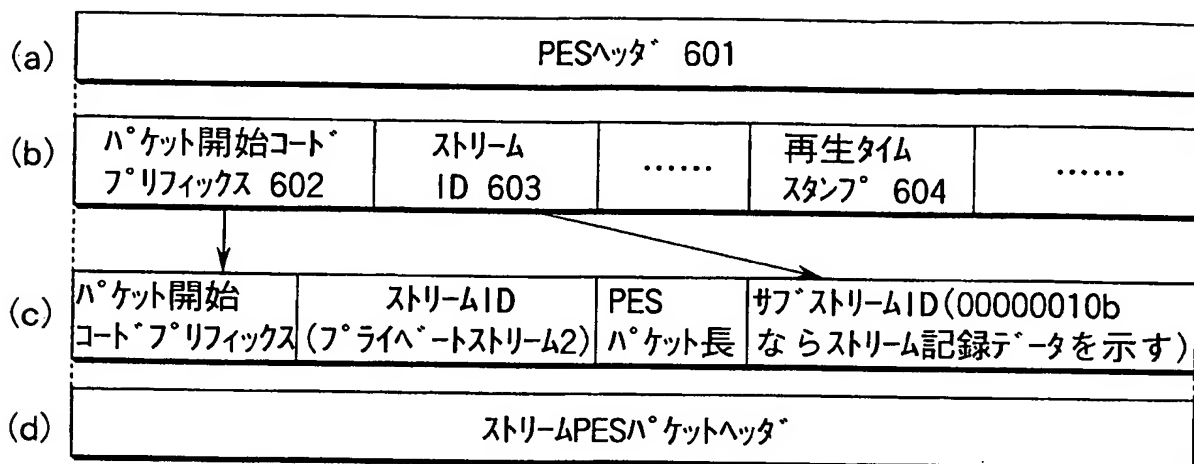 (a) PESヘッダ 601
(b) パケット開始コード
プリフィックス 602
ストリーム
ID 603
……
再生タイム
スタンプ 604
……
(c) パケット開始
コードプリフィックス
ストリームID
(プライベートストリーム2)
PES
パケット長
サブストリームID(00000010b
ならストリーム記録データを示す)
(d) ストリームPESパケットヘッダ